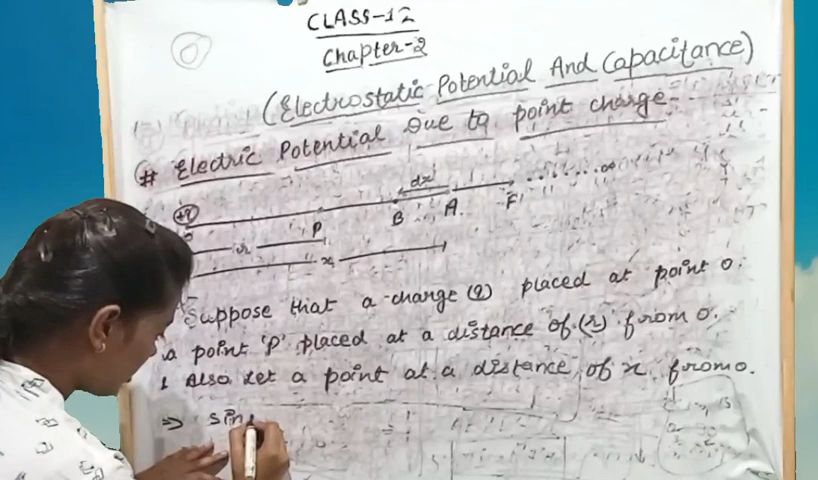 CLASS-12
Chapter-2
(Electrostatic Potential And Capacitance)
# Electric Potential Due to point charge-
dx
+q
B A F ........∞
o P
r
x
Suppose that a charge (q) placed at point O.
a point 'P' placed at a distance of (r) from O.
Also let a point at a distance of x from O.
⇒ sin